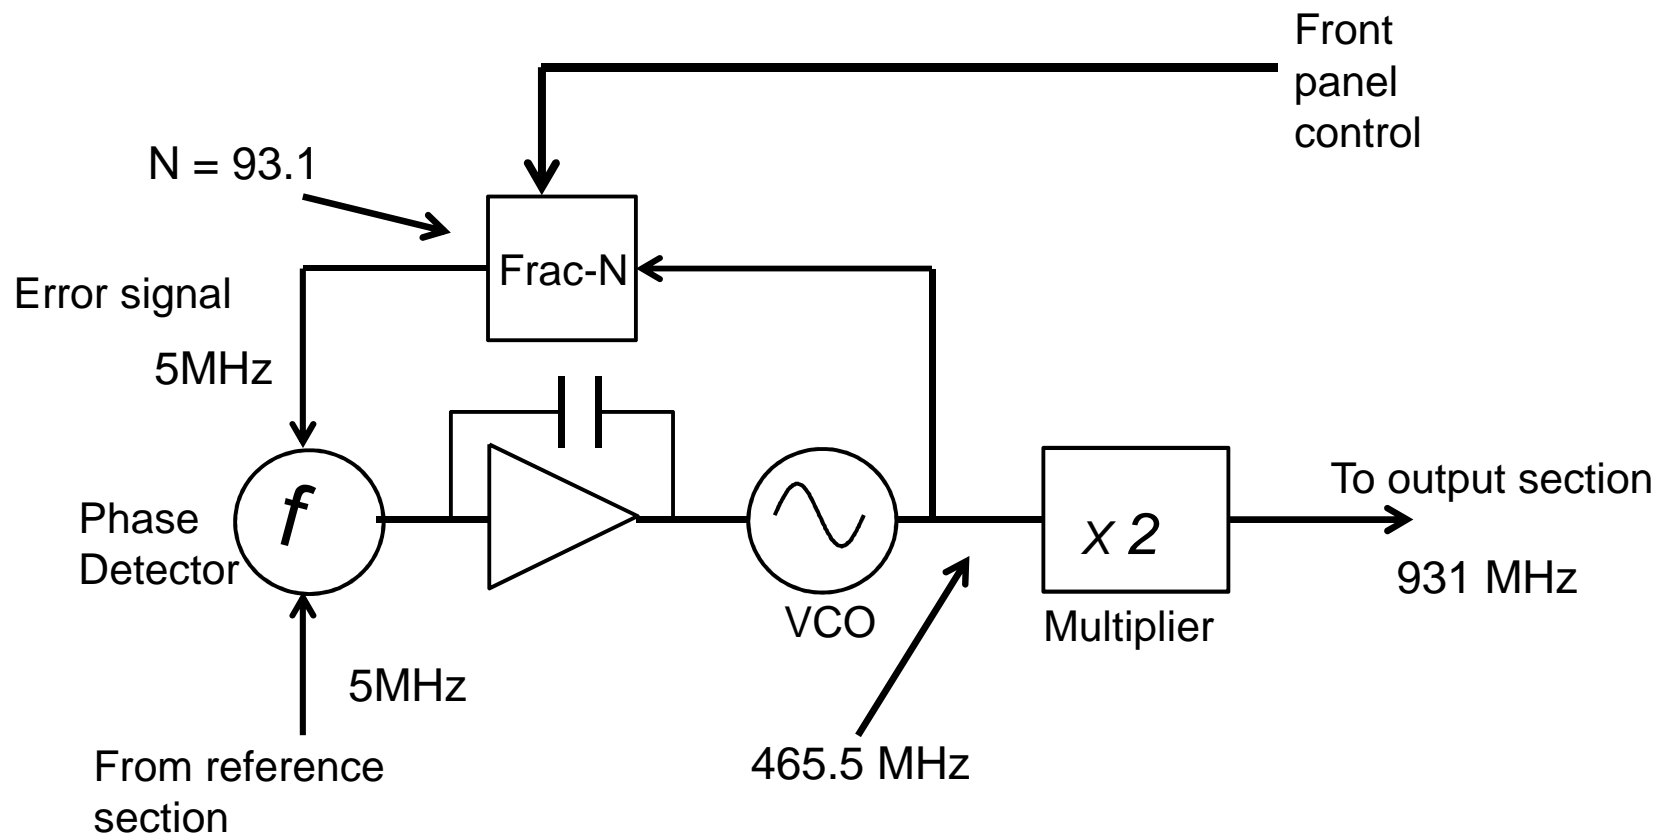 Front
panel
control
N = 93.1
Frac-N
Error signal
5MHz
Phase
Detector
f
VCO
X 2
Multiplier
To output section
931 MHz
5MHz
465.5 MHz
From reference
section